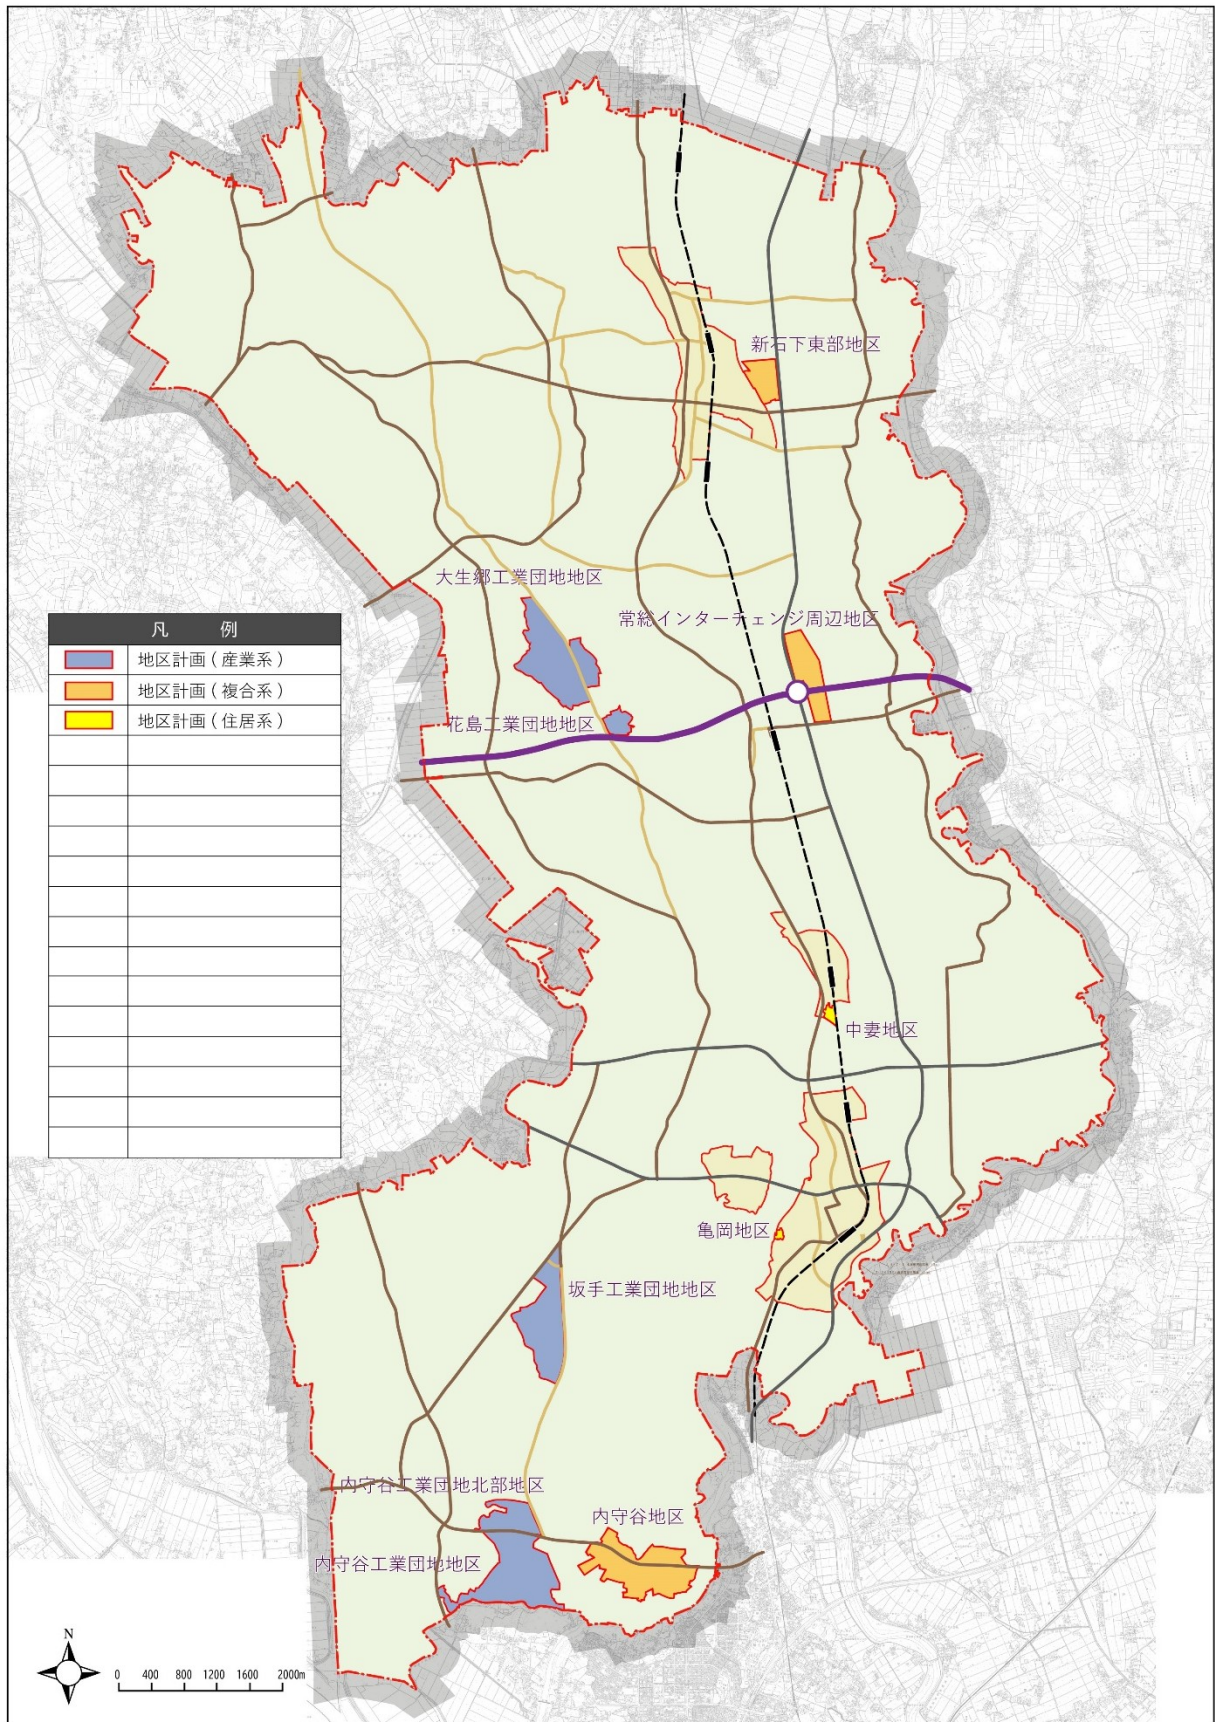 新石下東部地区
大生郷工業団地地区
常総インターチェンジ周辺地区
凡　例
地区計画(産業系)
地区計画(複合系)
地区計画(住居系)
花島工業団地地区
中妻地区
亀岡地区
坂手工業団地地区
内守谷工業団地北部地区
内守谷地区
内守谷工業団地地区
N
0 400 800 1200 1600 2000m